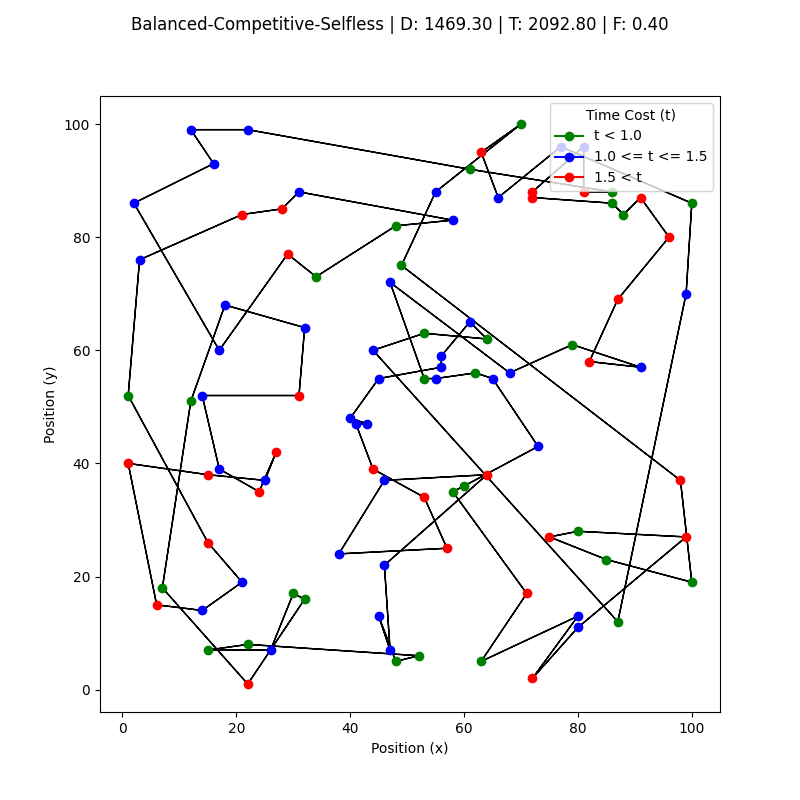 Balanced-Competitive-Selfless | D: 1469.30 | T: 2092.80 | F: 0.40
Time Cost (t)
t < 1.0
1.0 <= t <= 1.5
1.5 < t
100
80
60
40
20
0
Position (y)
0 20 40 60 80 100
Position (x)